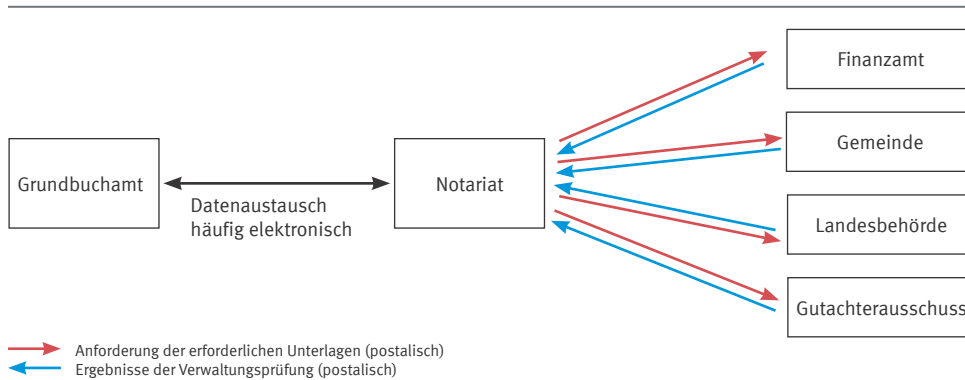 Finanzamt
Gemeinde
Grundbuchamt
Notariat
Datenaustausch
häufig elektronisch
Landesbehörde
Gutachterausschuss
Anforderung der erforderlichen Unterlagen (postalisch)
Ergebnisse der Verwaltungsprüfung (postalisch)